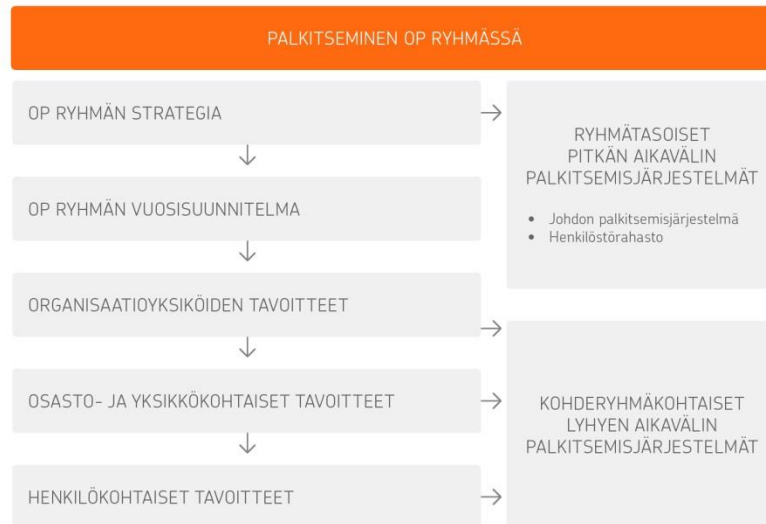 PALKITSEMINEN OP RYHMÄSSÄ
OP RYHMÄN STRATEGIA
OP RYHMÄN VUOSISUUNNITELMA
ORGANISAATIOYKSIKÖIDEN TAVOITTEET
OSASTO- JA YKSIKKÖKOHTAISET TAVOITTEET
HENKILÖKOHTAISET TAVOITTEET
RYHMÄTASOISET
PITKÄN AIKAVÄLIN
PALKITSEMISJÄRJESTELMÄT
• Johdon palkitsemisjärjestelmä
• Henkilöstörahasto
KOHDERYHMÄKOHTAISET
LYHYEN AIKAVÄLIN
PALKITSEMISJÄRJESTELMÄT